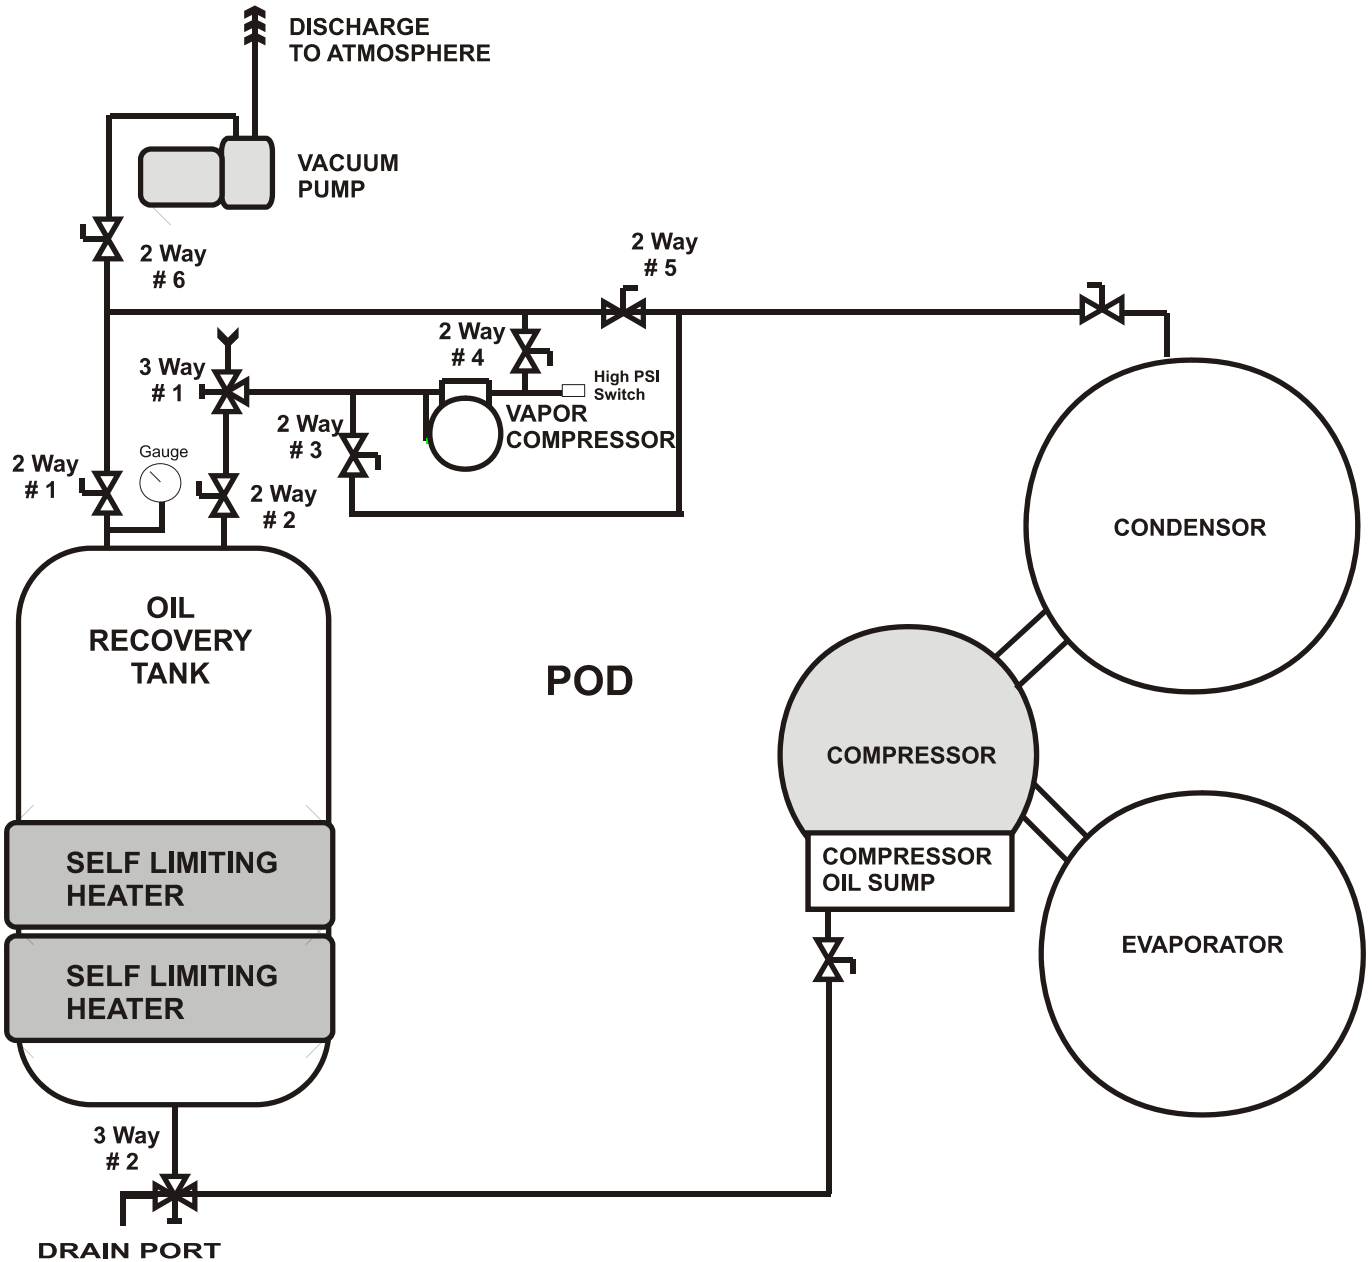 DISCHARGE
TO ATMOSPHERE
VACUUM
PUMP
2 Way
# 6
2 Way
# 5
2 Way
# 4
3 Way
# 1
High PSI
Switch
VAPOR
COMPRESSOR
2 Way
# 3
Gauge
2 Way
# 1
2 Way
# 2
CONDENSOR
OIL
RECOVERY
TANK
POD
COMPRESSOR
SELF LIMITING
HEATER
COMPRESSOR
OIL SUMP
EVAPORATOR
SELF LIMITING
HEATER
3 Way
# 2
DRAIN PORT